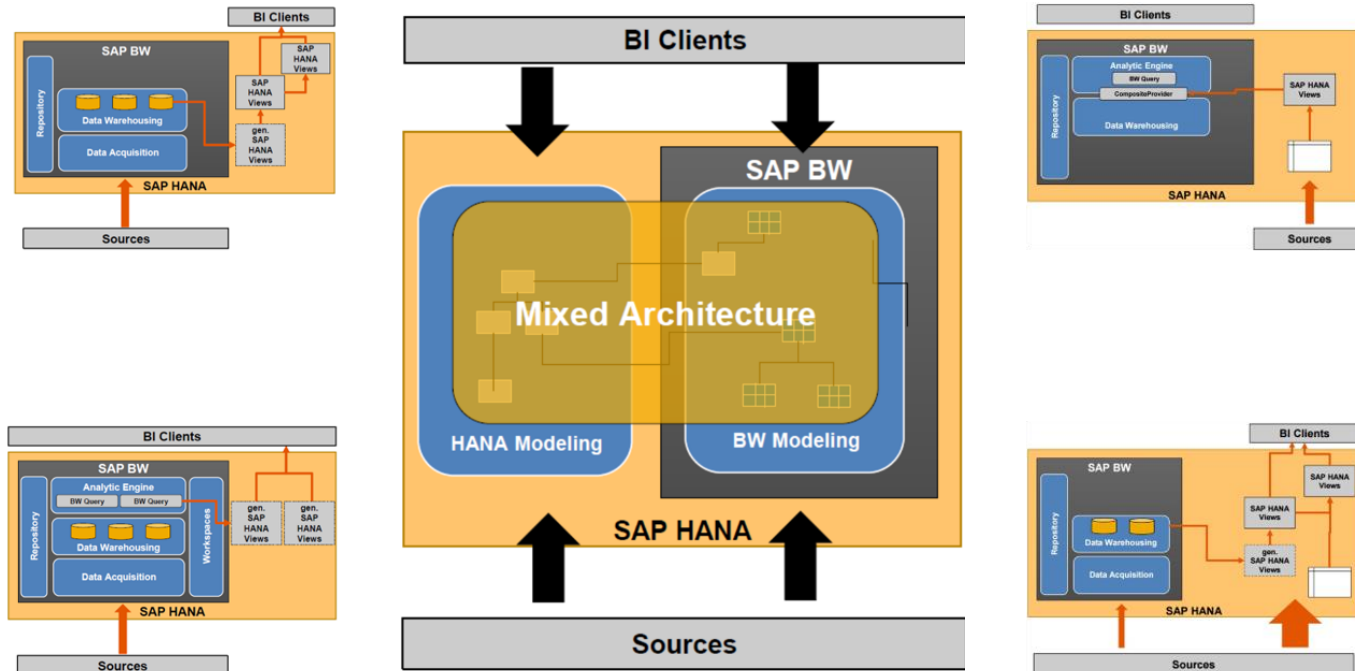 BI Clients
SAP BW
SAP
HANA
Views
SAP
HANA
Views
Repository
Data Warehousing
gen.
SAP
HANA
Views
Data Acquisition
SAP HANA
Sources
BI Clients
SAP BW
Mixed Architecture
HANA Modeling
BW Modeling
SAP HANA
Sources
BI Clients
SAP BW
Analytic Engine
BW Query
CompositeProvider
SAP HANA
Views
Repository
Data Warehousing
SAP HANA
Sources
BI Clients
SAP BW
Analytic Engine
BW Query
BW Query
gen.
SAP
HANA
Views
gen.
SAP
HANA
Views
Repository
Data Warehousing
Workspaces
Data Acquisition
SAP HANA
Sources
BI Clients
SAP BW
SAP HANA
Views
SAP HANA
Views
Repository
Data Warehousing
gen.
SAP HANA
Views
Data Acquisition
SAP HANA
Sources